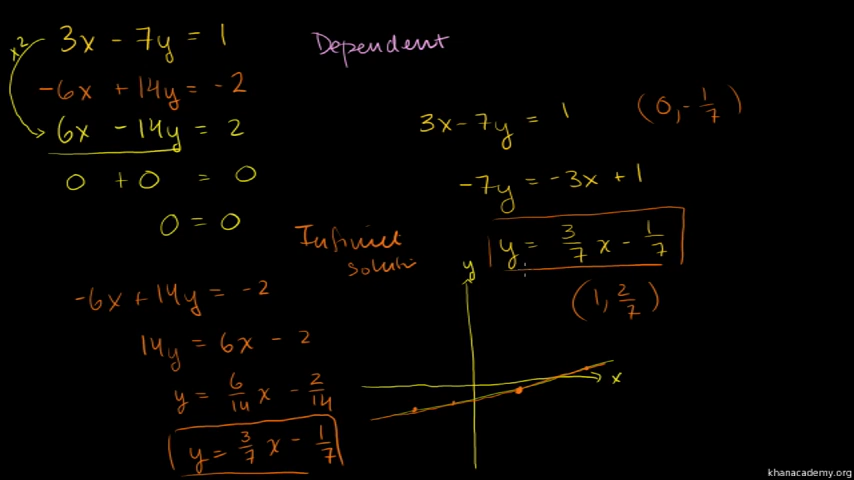 x2
3x - 7y = 1
-6x + 14y = -2
6x - 14y = 2
0 + 0 = 0
0 = 0
Dependent
3x - 7y = 1
(0, -1/7)
-7y = -3x + 1
y = 3/7 x - 1/7
(1, 2/7)
-6x + 14y = -2
14y = 6x - 2
y = 6/14 x - 2/14
y = 3/7 x - 1/7
y
x
khanacademy.org